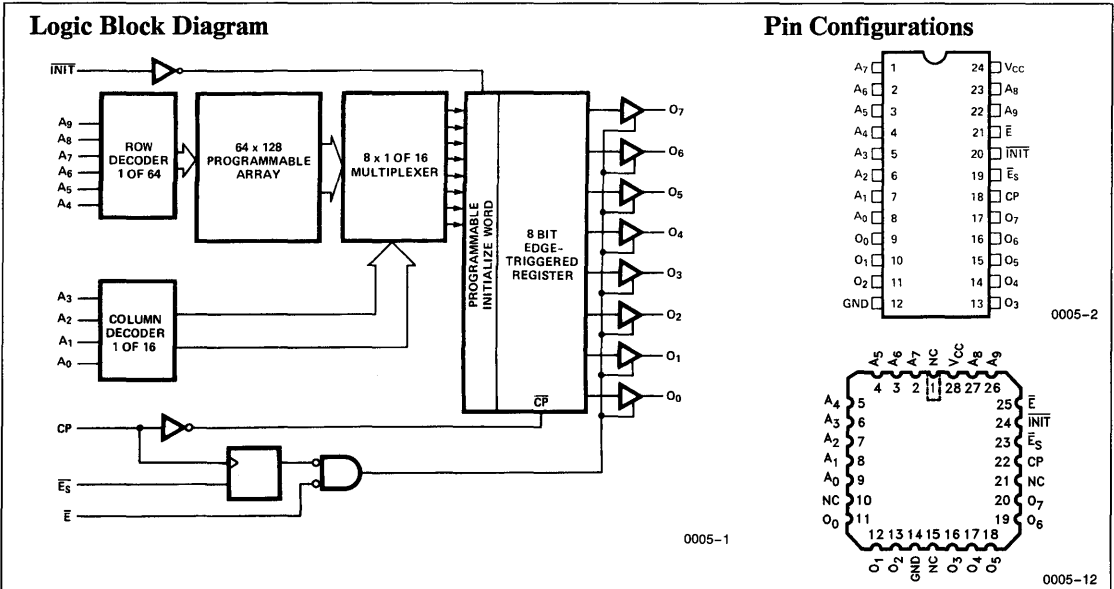 Logic Block Diagram
INIT
A9
A8
A7
A6
A5
A4
ROW
DECODER
1 OF 64
64 x 128
PROGRAMMABLE
ARRAY
8 x 1 OF 16
MULTIPLEXER
PROGRAMMABLE
INITIALIZE WORD
8 BIT
EDGE-
TRIGGERED
REGISTER
CP
O7
O6
O5
O4
O3
O2
O1
O0
A3
A2
A1
A0
COLUMN
DECODER
1 OF 16
CP
ES
E
0005-1
Pin Configurations
A7 1 24 VCC
A6 2 23 A8
A5 3 22 A9
A4 4 21 E
A3 5 20 INIT
A2 6 19 ES
A1 7 18 CP
A0 8 17 O7
O0 9 16 O6
O1 10 15 O5
O2 11 14 O4
GND 12 13 O3
0005-2
A5 A6 A7 NC VCC A8 A9
4 3 2 1 28 27 26
A4 5 25 E
A3 6 24 INIT
A2 7 23 ES
A1 8 22 CP
A0 9 21 NC
NC 10 20 O7
O0 11 19 O6
12 13 14 15 16 17 18
O1 O2 GND NC O3 O4 O5
0005-12